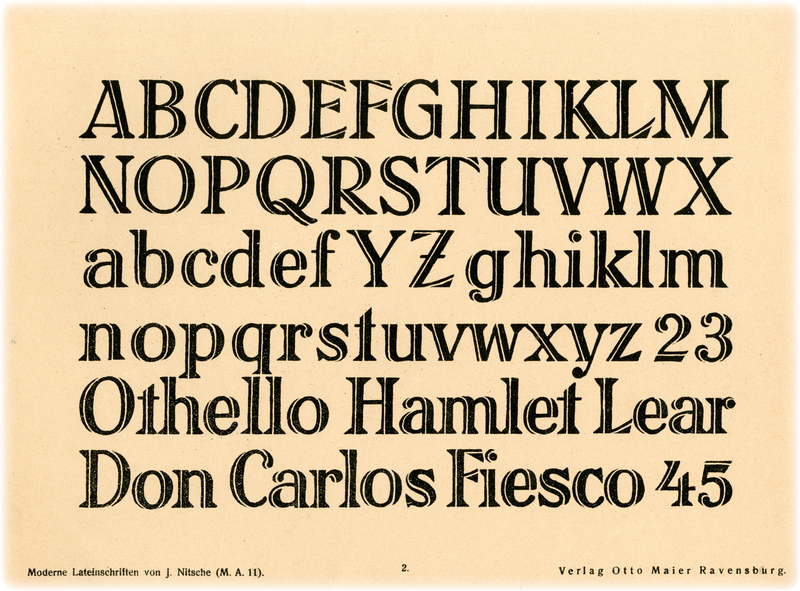 ABCDEFGHIKLM
NOPQRSTUVWX
abcdef YZ ghiklm
nopqrstuvwxyz 23
Othello Hamlet Lear
Don Carlos Fiesco 45
Moderne Lateinschriften von J. Nitsche (M. A. 11).
2.
Verlag Otto Maier Ravensburg.